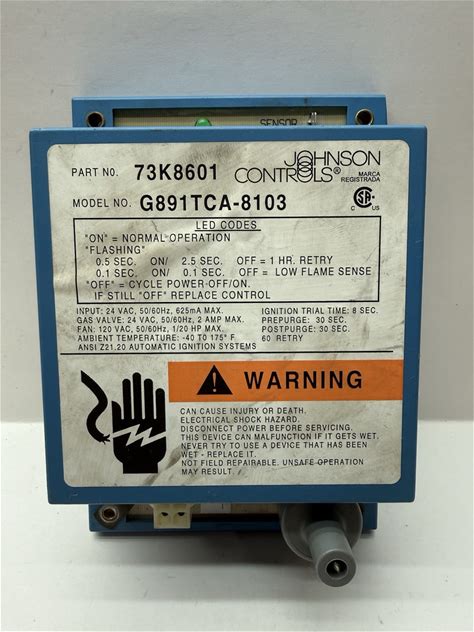 SENSOR
JOHNSON
CONTROLS®
MARCA
REGISTRADA
PART NO. 73K8601
MODEL NO. G891TCA-8103
C US
LED CODES
"ON" = NORMAL OPERATION
"FLASHING"
0.5 SEC. ON/ 2.5 SEC. OFF = 1 HR. RETRY
0.1 SEC. ON/ 0.1 SEC. OFF = LOW FLAME SENSE
"OFF" = CYCLE POWER-OFF/ON.
IF STILL "OFF" REPLACE CONTROL
INPUT: 24 VAC, 50/60Hz, 625mA MAX.
GAS VALVE: 24 VAC, 50/60Hz, 2 AMP MAX.
FAN: 120 VAC, 50/60Hz, 1/20 HP MAX.
AMBIENT TEMPERATURE: -40 TO 175° F.
ANSI Z21.20 AUTOMATIC IGNITION SYSTEMS
IGNITION TRIAL TIME: 8 SEC.
PREPURGE: 30 SEC.
POSTPURGE: 30 SEC.
60 RETRY
WARNING
CAN CAUSE INJURY OR DEATH.
ELECTRICAL SHOCK HAZARD.
DISCONNECT POWER BEFORE SERVICING.
THIS DEVICE CAN MALFUNCTION IF IT GETS WET.
NEVER TRY TO USE A DEVICE THAT HAS BEEN
WET - REPLACE IT.
NOT FIELD REPAIRABLE. UNSAFE OPERATION
MAY RESULT.